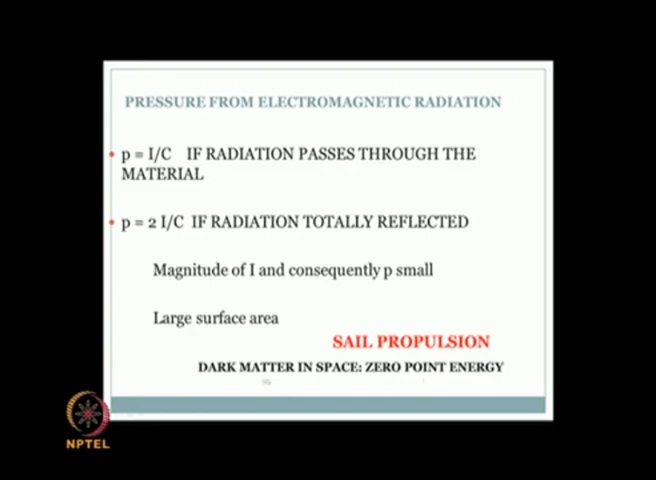 PRESSURE FROM ELECTROMAGNETIC RADIATION
• p = I/C IF RADIATION PASSES THROUGH THE
MATERIAL
• p = 2 I/C IF RADIATION TOTALLY REFLECTED
Magnitude of I and consequently p small
Large surface area
SAIL PROPULSION
DARK MATTER IN SPACE: ZERO POINT ENERGY
NPTEL